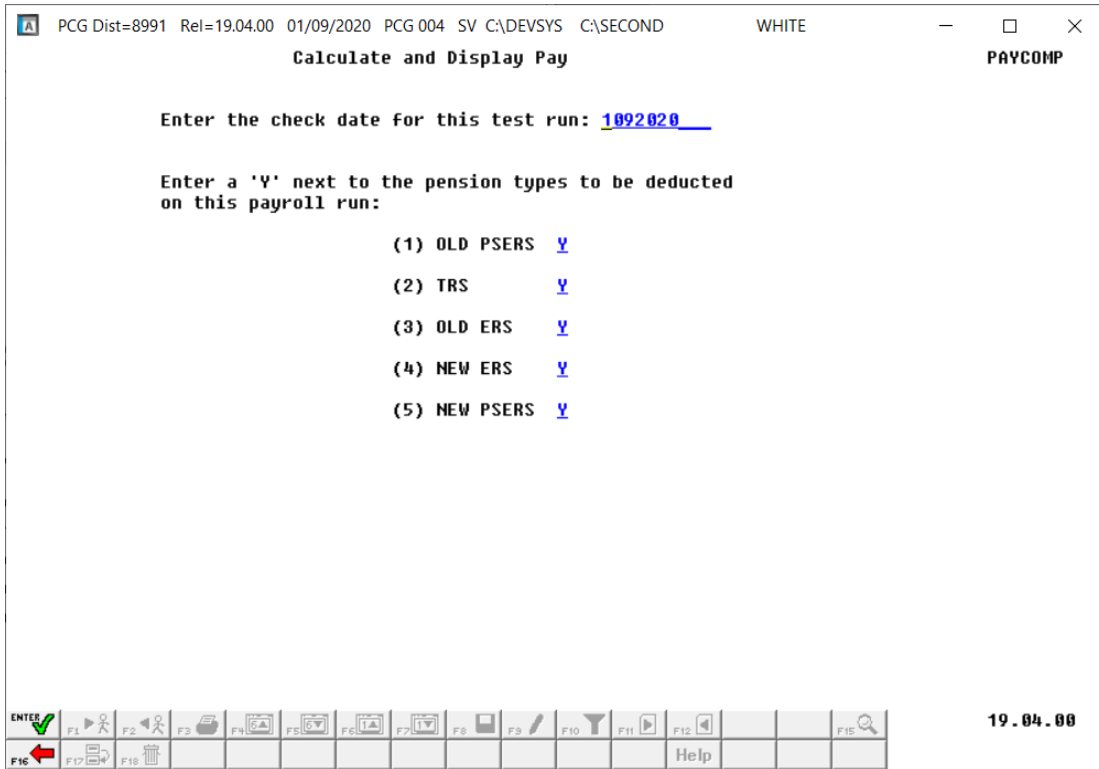 PCG Dist=8991 Rel=19.04.00 01/09/2020 PCG 004 SV C:\DEVSYS C:\SECOND WHITE
Calculate and Display Pay PAYCOMP
Enter the check date for this test run: 1092020___
Enter a 'Y' next to the pension types to be deducted
on this payroll run:
(1) OLD PSERS Y
(2) TRS Y
(3) OLD ERS Y
(4) NEW ERS Y
(5) NEW PSERS Y
ENTER F1 F2 F3 F4 F5 F6 F7 F8 F9 F10 F11 F12 F15 19.04.00
F16 F17 F18 Help